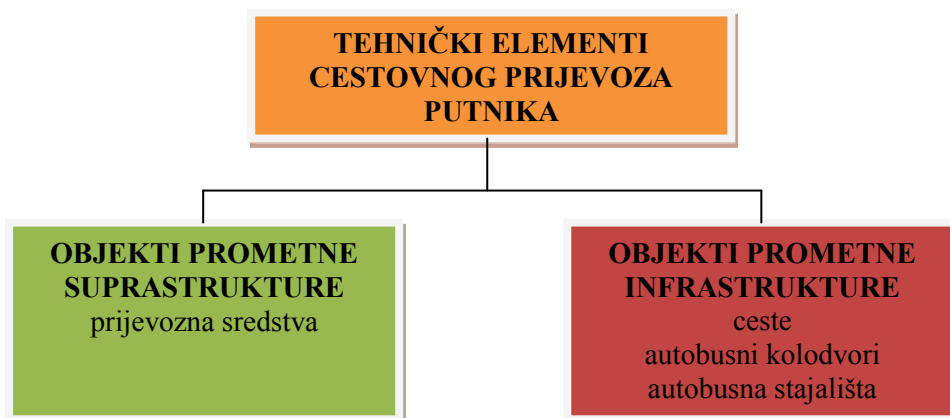 TEHNIČKI ELEMENTI
CESTOVNOG PRIJEVOZA
PUTNIKA
OBJEKTI PROMETNE
SUPRASTRUKTURE
prijevozna sredstva
OBJEKTI PROMETNE
INFRASTRUKTURE
ceste
autobusni kolodvori
autobusna stajališta